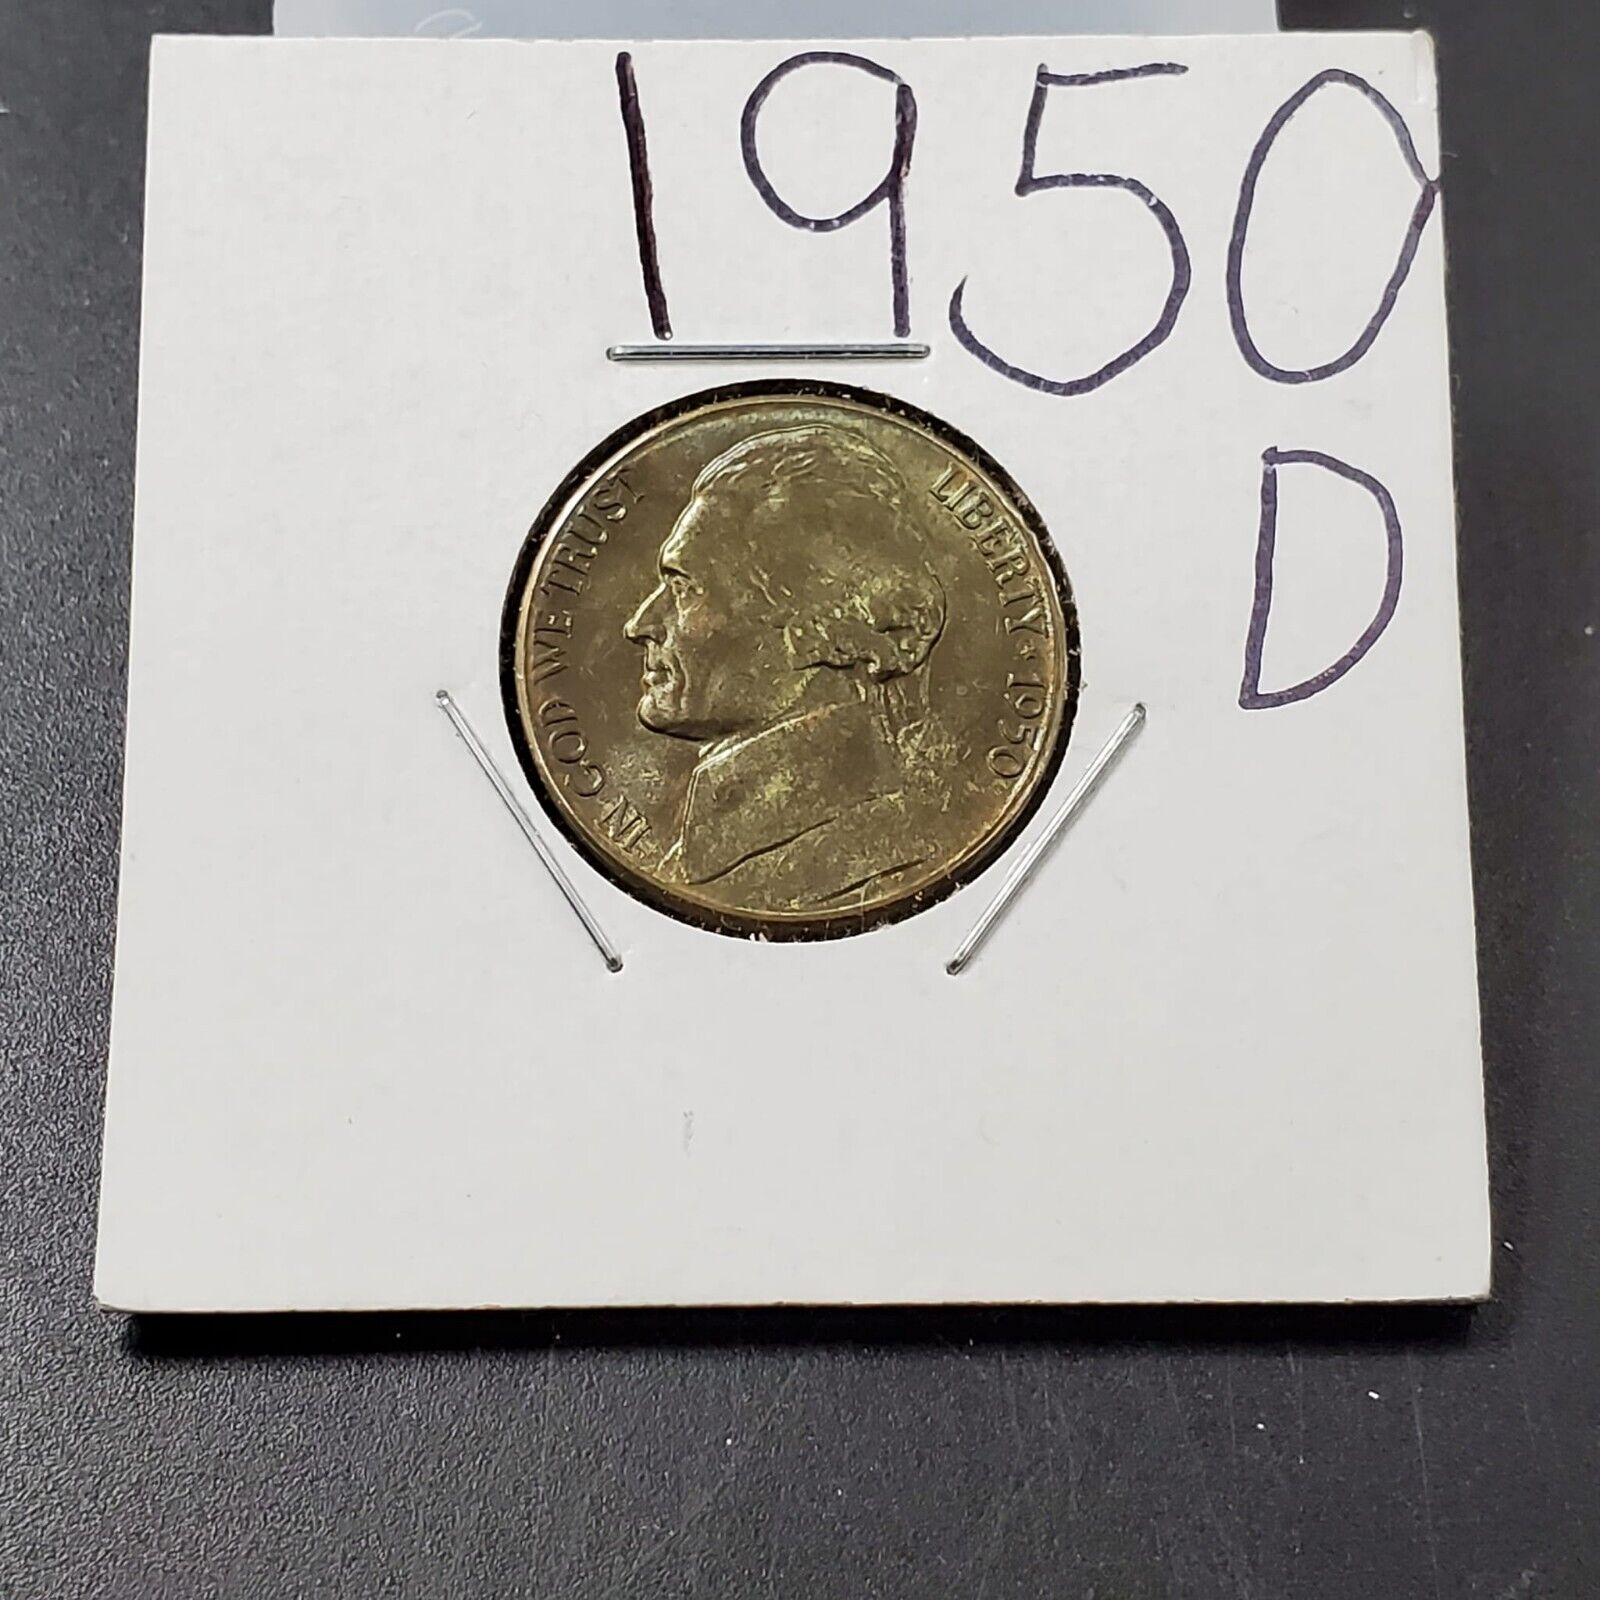 1950
D
IN GOD WE TRUST
LIBERTY ★ 1950